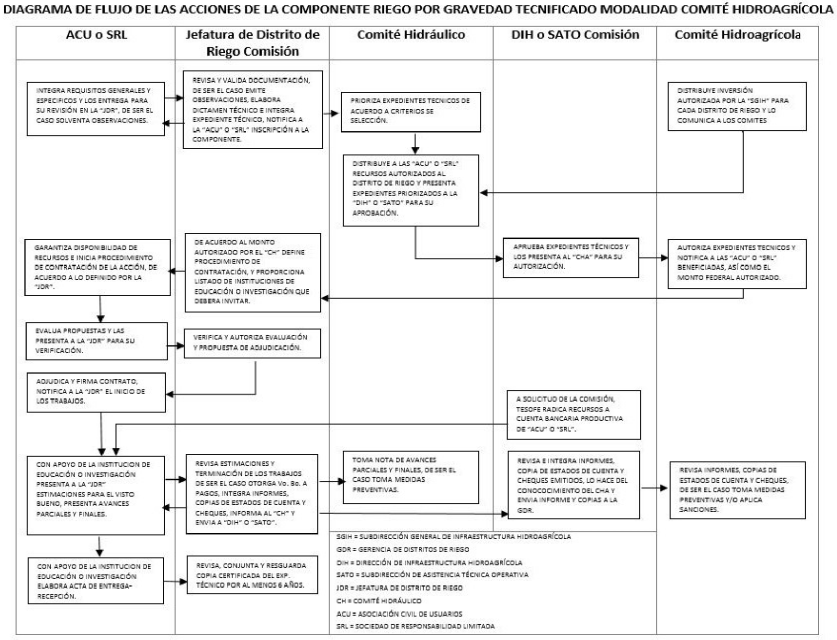 DIAGRAMA DE FLUJO DE LAS ACCIONES DE LA COMPONENTE RIEGO POR GRAVEDAD TECNIFICADO MODALIDAD COMITÉ HIDROAGRÍCOLA
ACU o SRL
Jefatura de Distrito de
Riego Comisión
Comité Hidráulico
DIH o SATO Comisión
Comité Hidroagrícola
INTEGRA REQUISITOS GENERALES Y
ESPECIFICOS Y LOS ENTREGA PARA
SU REVISIÓN EN LA "JDR", DE SER EL
CASO SOLVENTA OBSERVACIONES.
REVISA Y VALIDA DOCUMENTACIÓN,
DE SER EL CASO EMITE
OBSERVACIONES, ELABORA
DICTAMEN TÉCNICO E INTEGRA
EXPEDIENTE TÉCNICO, NOTIFICA A
LA "ACU" O "SRL" INSCRIPCIÓN A LA
COMPONENTE.
PRIORIZA EXPEDIENTES TECNICOS DE
ACUERDO A CRITERIOS SE
SELECCIÓN.
DISTRIBUYE INVERSIÓN
AUTORIZADA POR LA "SGIH" PARA
CADA DISTRITO DE RIEGO Y LO
COMUNICA A LOS COMITES
DISTRIBUYE A LAS "ACU" O "SRL"
RECURSOS AUTORIZADOS AL
DISTRITO DE RIEGO Y PRESENTA
EXPEDIENTES PRIORIZADOS A LA
"DIH" O "SATO" PARA SU
APROBACIÓN.
GARANTIZA DISPONIBILIDAD DE
RECURSOS E INICIA PROCEDIMIENTO
DE CONTRATACIÓN DE LA ACCIÓN, DE
ACUERDO A LO DEFINIDO POR LA
"JDR".
DE ACUERDO AL MONTO
AUTORIZADO POR EL "CH" DEFINE
PROCEDIMIENTO DE
CONTRATACIÓN, Y PROPORCIONA
LISTADO DE INSTITUCIONES DE
EDUCACIÓN O INVESTIGACIÓN QUE
DEBERA INVITAR.
APRUEBA EXPEDIENTES TÉCNICOS Y
LOS PRESENTA AL "CHA" PARA SU
AUTORIZACIÓN.
AUTORIZA EXPEDIENTES TECNICOS Y
NOTIFICA A LAS "ACU" O "SRL"
BENEFICIADAS, ASÍ COMO EL
MONTO FEDERAL AUTORIZADO.
EVALUA PROPUESTAS Y LAS
PRESENTA A LA "JDR" PARA SU
VERIFICACIÓN.
VERIFICA Y AUTORIZA EVALUACIÓN
Y PROPUESTA DE ADJUDICACIÓN.
ADJUDICA Y FIRMA CONTRATO,
NOTIFICA A LA "JDR" EL INICIO DE
LOS TRABAJOS.
A SOLICITUD DE LA COMISIÓN,
TESOFE RADICA RECURSOS A
CUENTA BANCARIA PRODUCTIVA
DE "ACU" O "SRL".
CON APOYO DE LA INSTITUCION DE
EDUCACIÓN O INVESTIGACIÓN
PRESENTA A LA "JDR"
ESTIMACIONES PARA EL VISTO
BUENO, PRESENTA AVANCES
PARCIALES Y FINALES.
REVISA ESTIMACIONES Y
TERMINACIÓN DE LOS TRABAJOS
DE SER EL CASO OTORGA Vo. Bo. A
PAGOS, INTEGRA INFORMES,
COPIAS DE ESTADOS DE CUENTA Y
CHEQUES, INFORMA AL "CH" Y
ENVIA A "DIH" O "SATO".
TOMA NOTA DE AVANCES
PARCIALES Y FINALES, DE SER EL
CASO TOMA MEDIDAS
PREVENTIVAS.
REVISA E INTEGRA INFORMES,
COPIA DE ESTADOS DE CUENTA Y
CHEQUES EMITIDOS, LO HACE DEL
CONOCOCIMIENTO DEL CHA Y
ENVIA INFORME Y COPIAS A LA
GDR.
REVISA INFORMES, COPIAS DE
ESTADOS DE CUENTA Y CHEQUES,
DE SER EL CASO TOMA MEDIDAS
PREVENTIVAS Y/O APLICA
SANCIONES.
CON APOYO DE LA INSTITUCION DE
EDUCACIÓN O INVESTIGACIÓN
ELABORA ACTA DE ENTREGA-
RECEPCIÓN.
REVISA, CONJUNTA Y RESGUARDA
COPIA CERTIFICADA DEL EXP.
TÉCNICO POR AL MENOS 6 AÑOS.
SGIH = SUBDIRECCIÓN GENERAL DE INFRAESTRUCTURA HIDROAGRÍCOLA
GDR = GERENCIA DE DISTRITOS DE RIEGO
DIH = DIRECCIÓN DE INFRAESTRUCTURA HIDROAGRÍCOLA
SATO = SUBDIRECCIÓN DE ASISTENCIA TÉCNICA OPERATIVA
JDR = JEFATURA DE DISTRITO DE RIEGO
CH = COMITÉ HIDRÁULICO
ACU = ASOCIACIÓN CIVIL DE USUARIOS
SRL = SOCIEDAD DE RESPONSABILIDAD LIMITADA